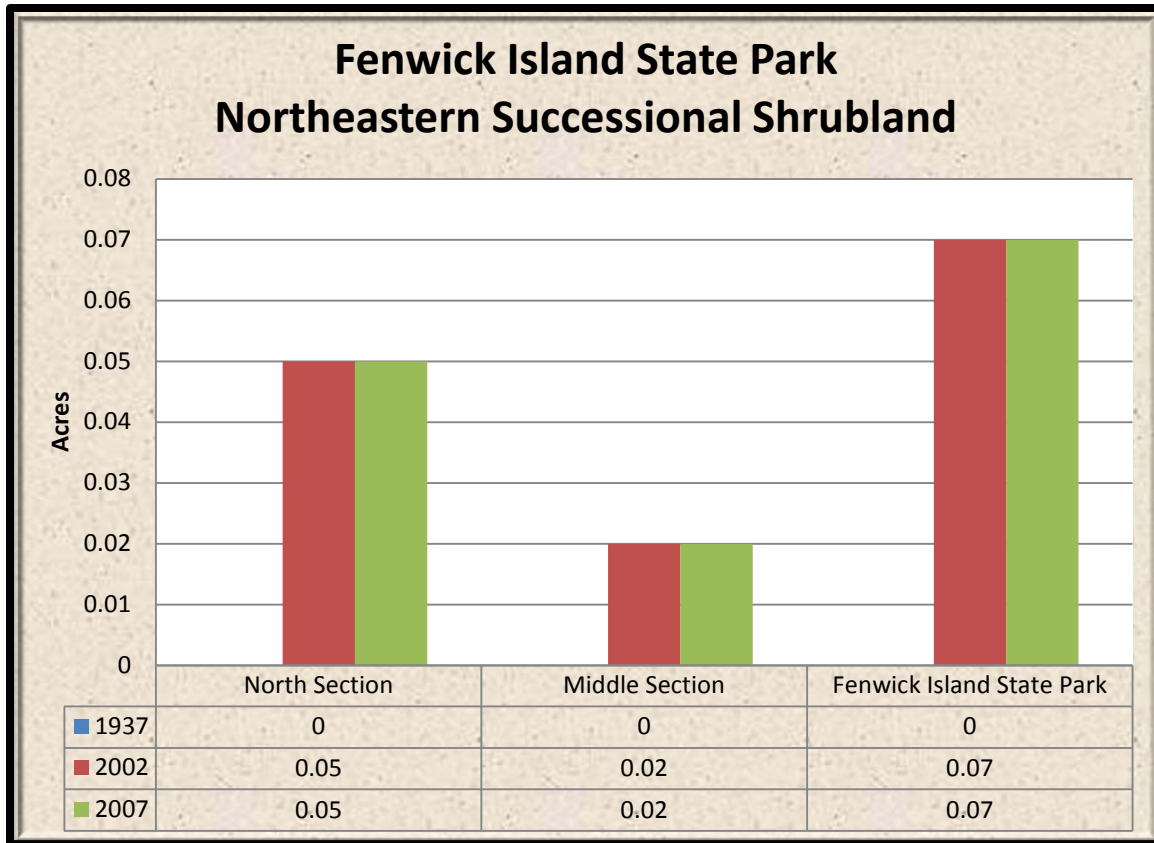 Fenwick Island State Park
Northeastern Successional Shrubland
Acres
0.08
0.07
0.06
0.05
0.04
0.03
0.02
0.01
0
North Section Middle Section Fenwick Island State Park
1937 0 0 0
2002 0.05 0.02 0.07
2007 0.05 0.02 0.07